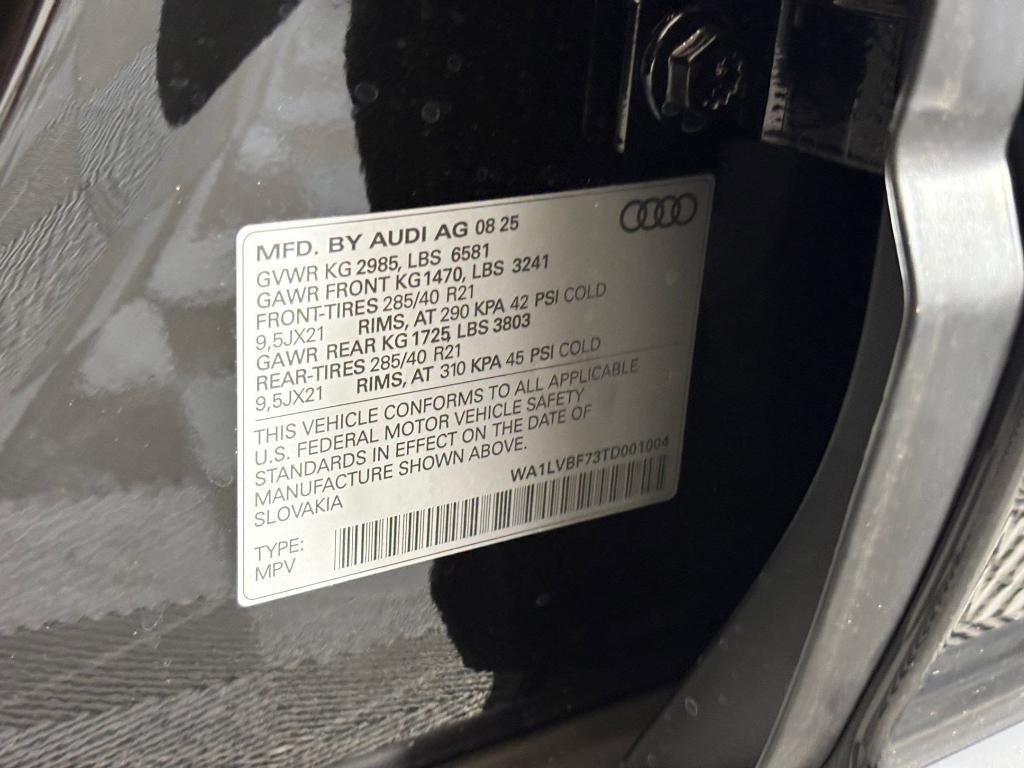 MFD. BY AUDI AG 08 25
GVWR KG 2985, LBS 6581
GAWR FRONT KG1470, LBS 3241
FRONT-TIRES 285/40 R21
9,5JX21 RIMS, AT 290 KPA 42 PSI COLD
GAWR REAR KG 1725, LBS 3803
REAR-TIRES 285/40 R21
9,5JX21 RIMS, AT 310 KPA 45 PSI COLD
THIS VEHICLE CONFORMS TO ALL APPLICABLE
U.S. FEDERAL MOTOR VEHICLE SAFETY
STANDARDS IN EFFECT ON THE DATE OF
MANUFACTURE SHOWN ABOVE.
SLOVAKIA
WA1LVBF73TD001004
TYPE:
MPV